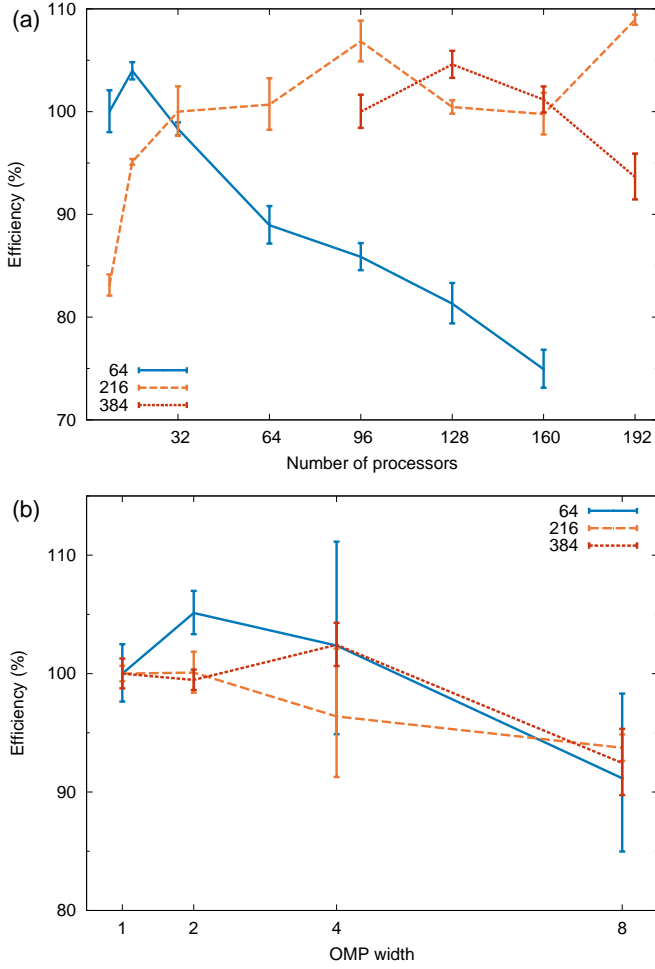 (a)
110
100
90
80
70
Efficiency (%)
64
216
384
32 64 96 128 160 192
Number of processors
(b)
64
216
384
110
100
90
80
Efficiency (%)
1 2 4 8
OMP width